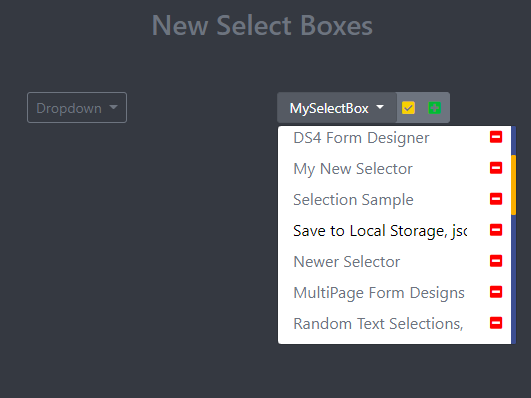 New Select Boxes
Dropdown
MySelectBox
DS4 Form Designer
My New Selector
Selection Sample
Save to Local Storage, jsc
Newer Selector
MultiPage Form Designs
Random Text Selections,